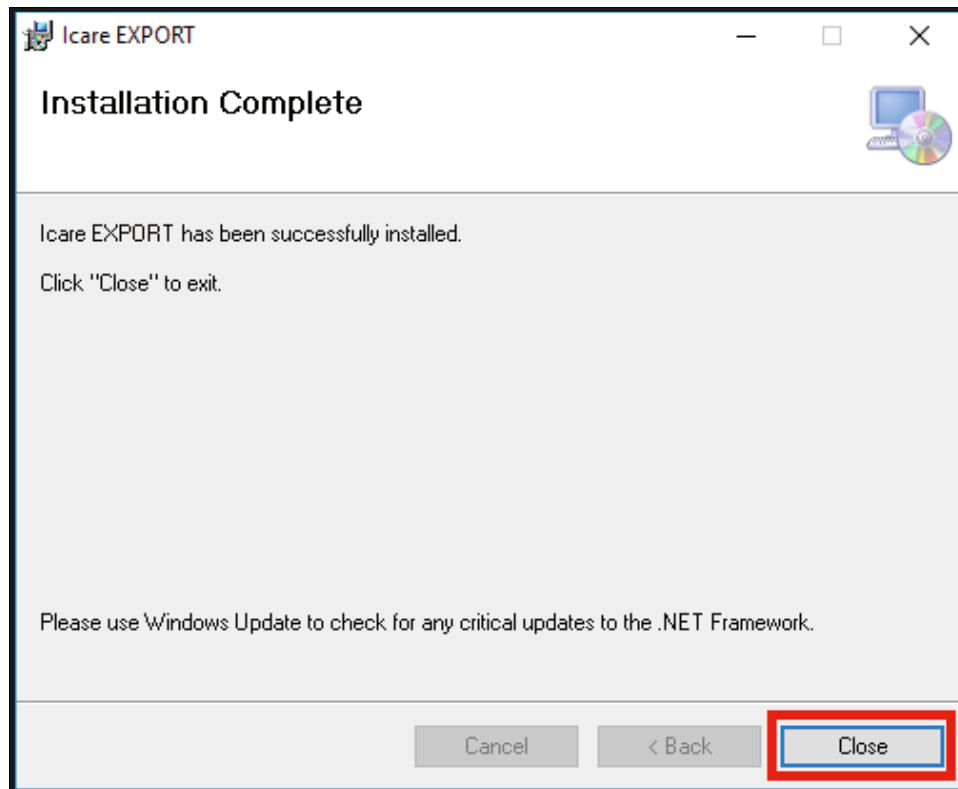 Icare EXPORT
Installation Complete
Icare EXPORT has been successfully installed.
Click "Close" to exit.
Please use Windows Update to check for any critical updates to the .NET Framework.
Cancel
< Back
Close